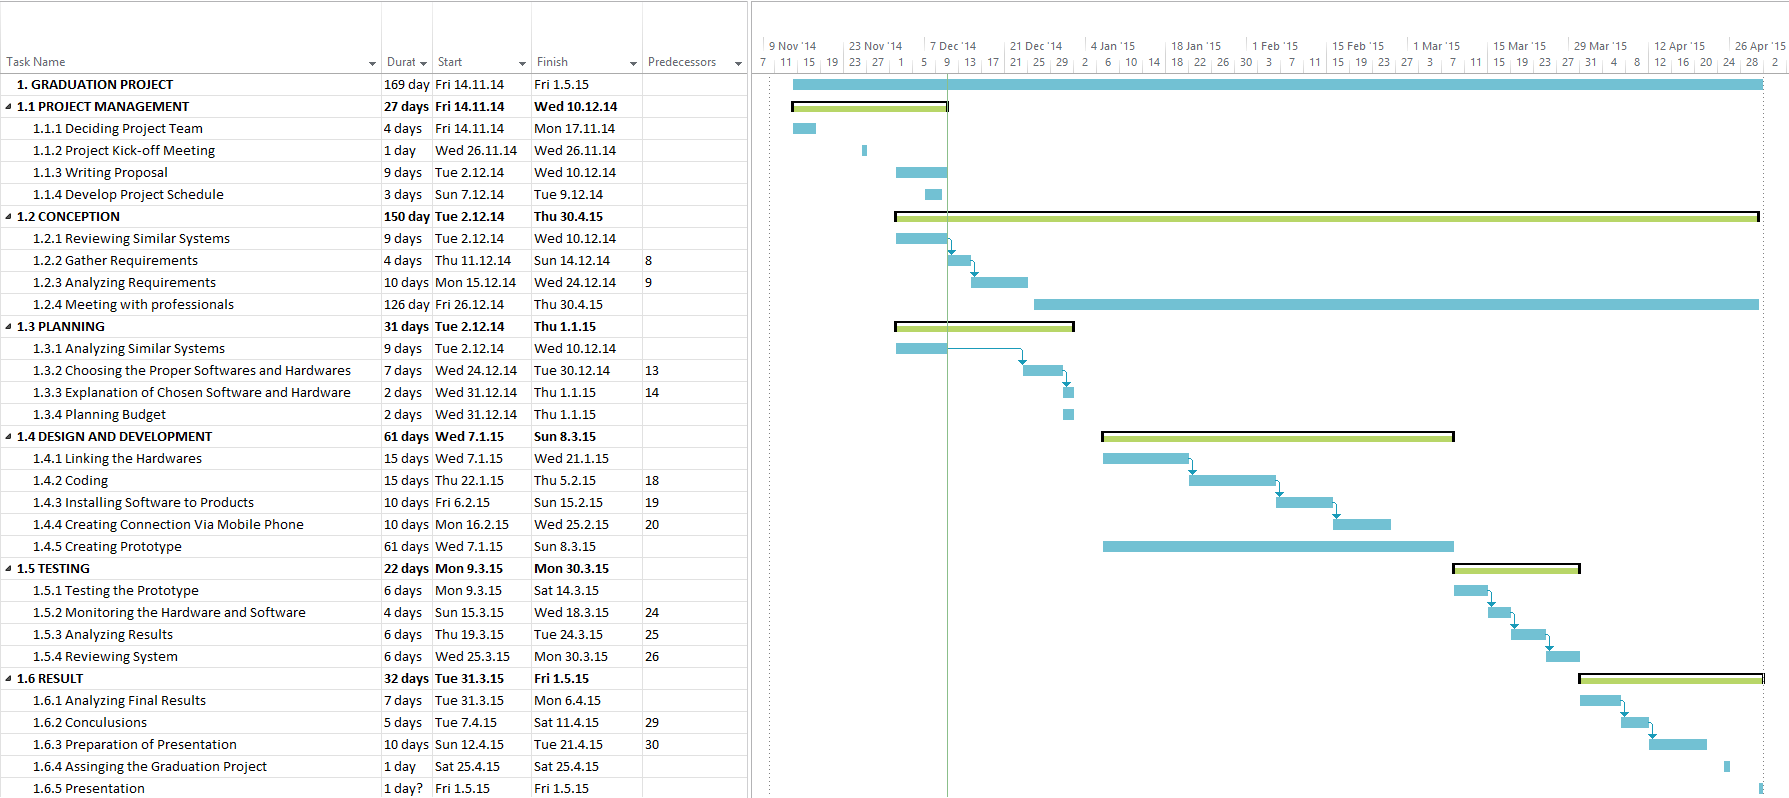 9 Nov '14 23 Nov '14 7 Dec '14 21 Dec '14 4 Jan '15 18 Jan '15 1 Feb '15 15 Feb '15 1 Mar '15 15 Mar '15 29 Mar '15 12 Apr '15 26 Apr '15
Task Name Durat Start Finish Predecessors 7 11 15 19 23 27 1 5 9 13 17 21 25 29 2 6 10 14 18 22 26 30 3 7 11 15 19 23 27 3 7 11 15 19 23 27 31 4 8 12 16 20 24 28 2
1. GRADUATION PROJECT 169 day Fri 14.11.14 Fri 1.5.15
1.1 PROJECT MANAGEMENT 27 days Fri 14.11.14 Wed 10.12.14
1.1.1 Deciding Project Team 4 days Fri 14.11.14 Mon 17.11.14
1.1.2 Project Kick-off Meeting 1 day Wed 26.11.14 Wed 26.11.14
1.1.3 Writing Proposal 9 days Tue 2.12.14 Wed 10.12.14
1.1.4 Develop Project Schedule 3 days Sun 7.12.14 Tue 9.12.14
1.2 CONCEPTION 150 day Tue 2.12.14 Thu 30.4.15
1.2.1 Reviewing Similar Systems 9 days Tue 2.12.14 Wed 10.12.14
1.2.2 Gather Requirements 4 days Thu 11.12.14 Sun 14.12.14 8
1.2.3 Analyzing Requirements 10 days Mon 15.12.14 Wed 24.12.14 9
1.2.4 Meeting with professionals 126 day Fri 26.12.14 Thu 30.4.15
1.3 PLANNING 31 days Tue 2.12.14 Thu 1.1.15
1.3.1 Analyzing Similar Systems 9 days Tue 2.12.14 Wed 10.12.14
1.3.2 Choosing the Proper Softwares and Hardwares 7 days Wed 24.12.14 Tue 30.12.14 13
1.3.3 Explanation of Chosen Software and Hardware 2 days Wed 31.12.14 Thu 1.1.15 14
1.3.4 Planning Budget 2 days Wed 31.12.14 Thu 1.1.15
1.4 DESIGN AND DEVELOPMENT 61 days Wed 7.1.15 Sun 8.3.15
1.4.1 Linking the Hardwares 15 days Wed 7.1.15 Wed 21.1.15
1.4.2 Coding 15 days Thu 22.1.15 Thu 5.2.15 18
1.4.3 Installing Software to Products 10 days Fri 6.2.15 Sun 15.2.15 19
1.4.4 Creating Connection Via Mobile Phone 10 days Mon 16.2.15 Wed 25.2.15 20
1.4.5 Creating Prototype 61 days Wed 7.1.15 Sun 8.3.15
1.5 TESTING 22 days Mon 9.3.15 Mon 30.3.15
1.5.1 Testing the Prototype 6 days Mon 9.3.15 Sat 14.3.15
1.5.2 Monitoring the Hardware and Software 4 days Sun 15.3.15 Wed 18.3.15 24
1.5.3 Analyzing Results 6 days Thu 19.3.15 Tue 24.3.15 25
1.5.4 Reviewing System 6 days Wed 25.3.15 Mon 30.3.15 26
1.6 RESULT 32 days Tue 31.3.15 Fri 1.5.15
1.6.1 Analyzing Final Results 7 days Tue 31.3.15 Mon 6.4.15
1.6.2 Conculusions 5 days Tue 7.4.15 Sat 11.4.15 29
1.6.3 Preparation of Presentation 10 days Sun 12.4.15 Tue 21.4.15 30
1.6.4 Assinging the Graduation Project 1 day Sat 25.4.15 Sat 25.4.15
1.6.5 Presentation 1 day? Fri 1.5.15 Fri 1.5.15